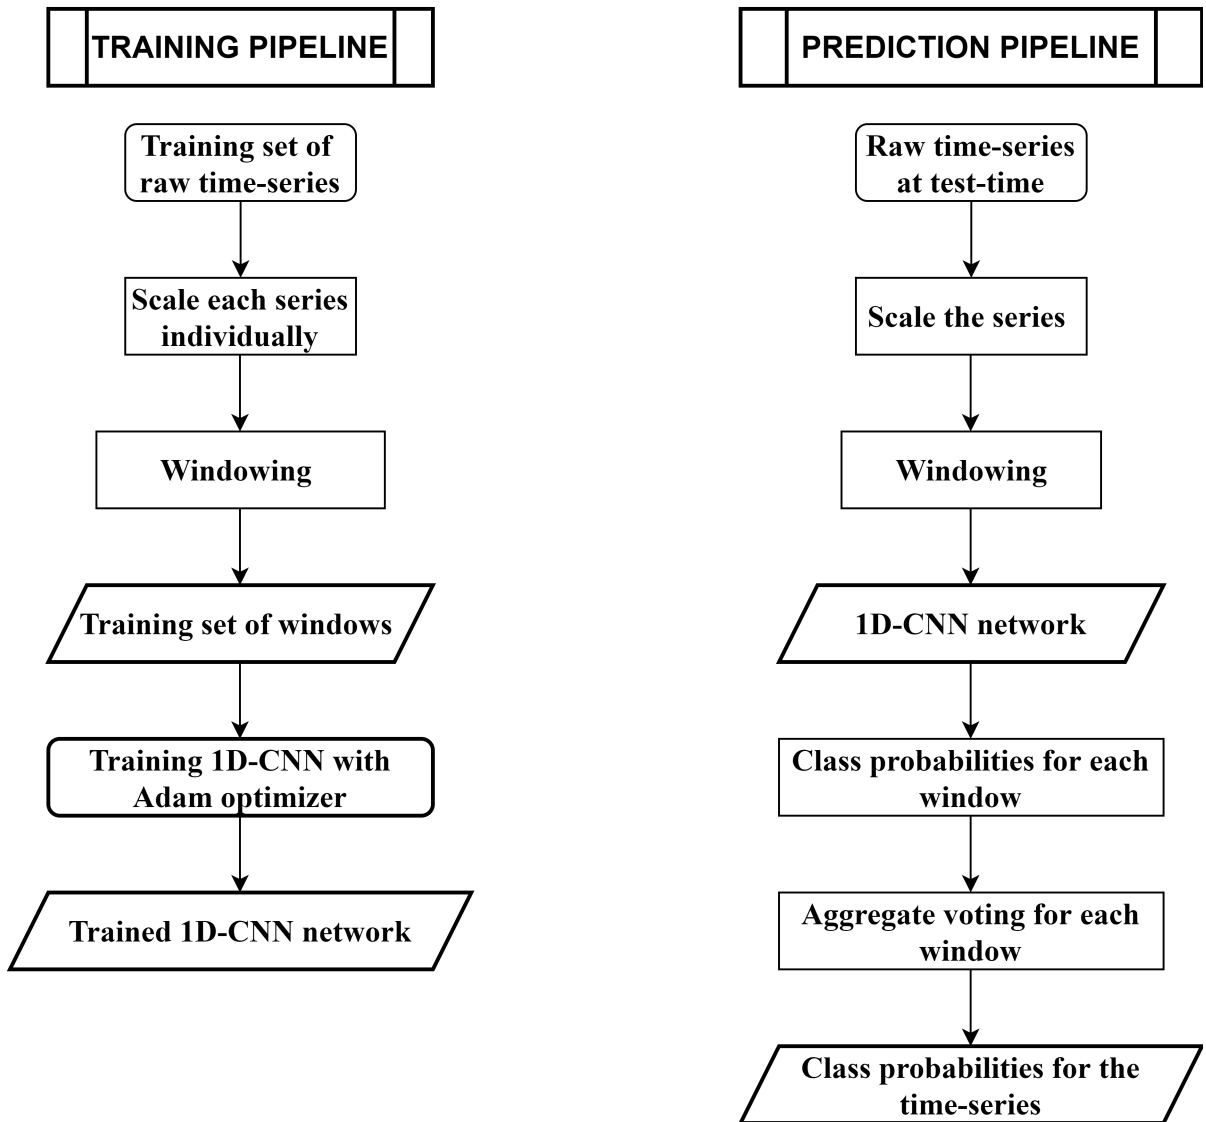 TRAINING PIPELINE
Training set of
raw time-series
Scale each series
individually
Windowing
Training set of windows
Training 1D-CNN with
Adam optimizer
Trained 1D-CNN network
PREDICTION PIPELINE
Raw time-series
at test-time
Scale the series
Windowing
1D-CNN network
Class probabilities for each
window
Aggregate voting for each
window
Class probabilities for the
time-series